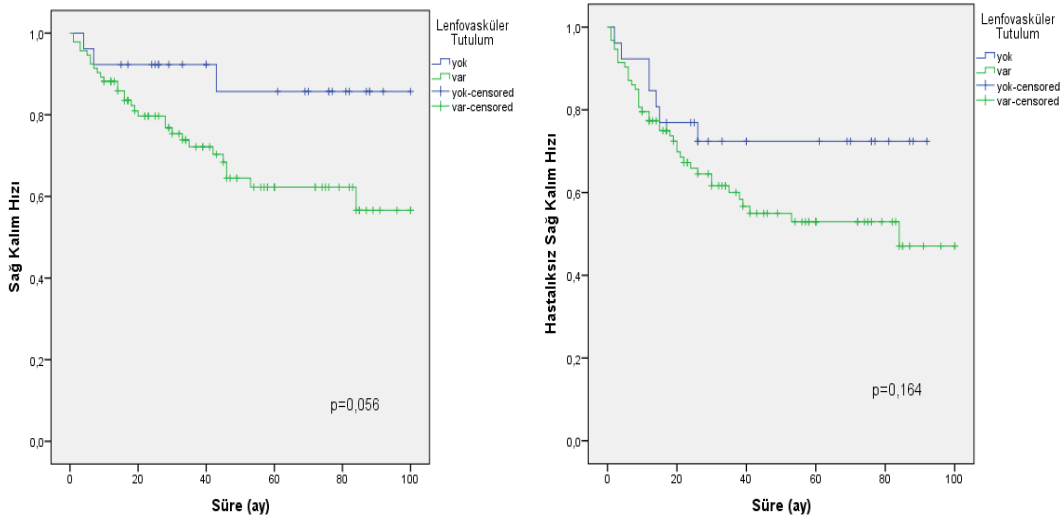 Lenfovasküler
Tutulum
yok
var
yok-censored
var-censored
Sağ Kalım Hızı
1,0
0,8
0,6
0,4
0,2
0,0
p=0,056
0 20 40 60 80 100
Süre (ay)
Lenfovasküler
Tutulum
yok
var
yok-censored
var-censored
Hastalıksız Sağ Kalım Hızı
1,0
0,8
0,6
0,4
0,2
0,0
p=0,164
0 20 40 60 80 100
Süre (ay)